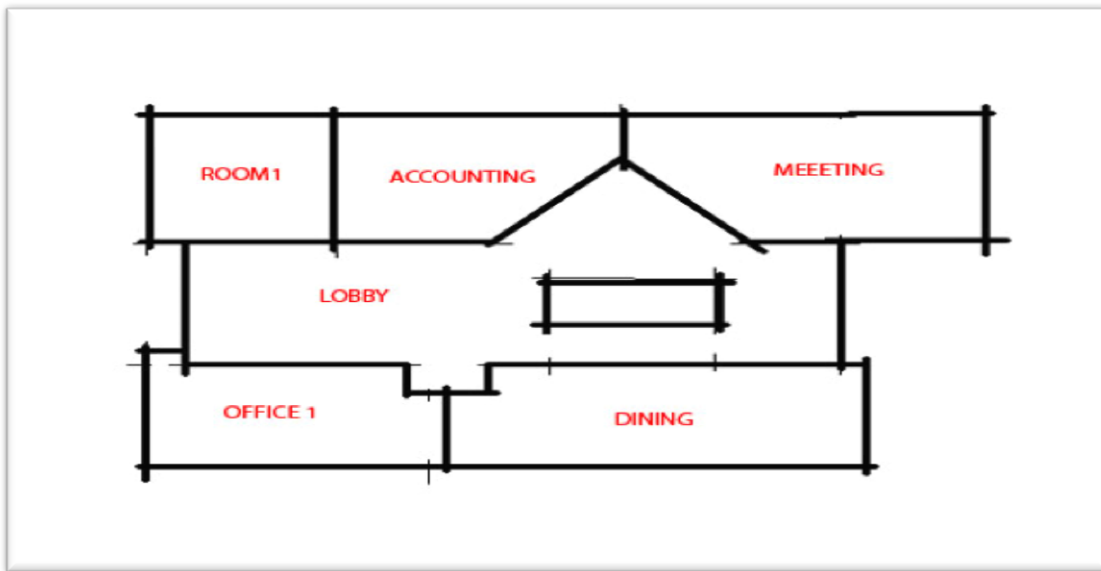 ROOM1
ACCOUNTING
MEEETING
LOBBY
OFFICE 1
DINING